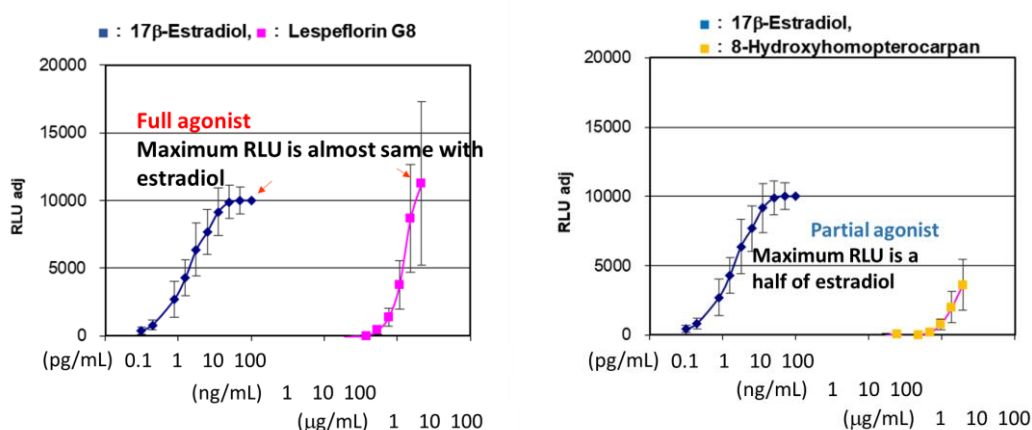 ■ : 17β-Estradiol, ■ : Lespeflorin G8
20000
15000
10000
5000
0
RLU adj
Full agonist
Maximum RLU is almost same with
estradiol
(pg/mL) 0.1 1 10 100
(ng/mL) 1 10 100
(μg/mL) 1 10 100
■ : 17β-Estradiol,
■ : 8-Hydroxyhomopterocarpan
20000
15000
10000
5000
0
RLU adj
Partial agonist
Maximum RLU is a
half of estradiol
(pg/mL) 0.1 1 10 100
(ng/mL) 1 10 100
(μg/mL) 1 10 100